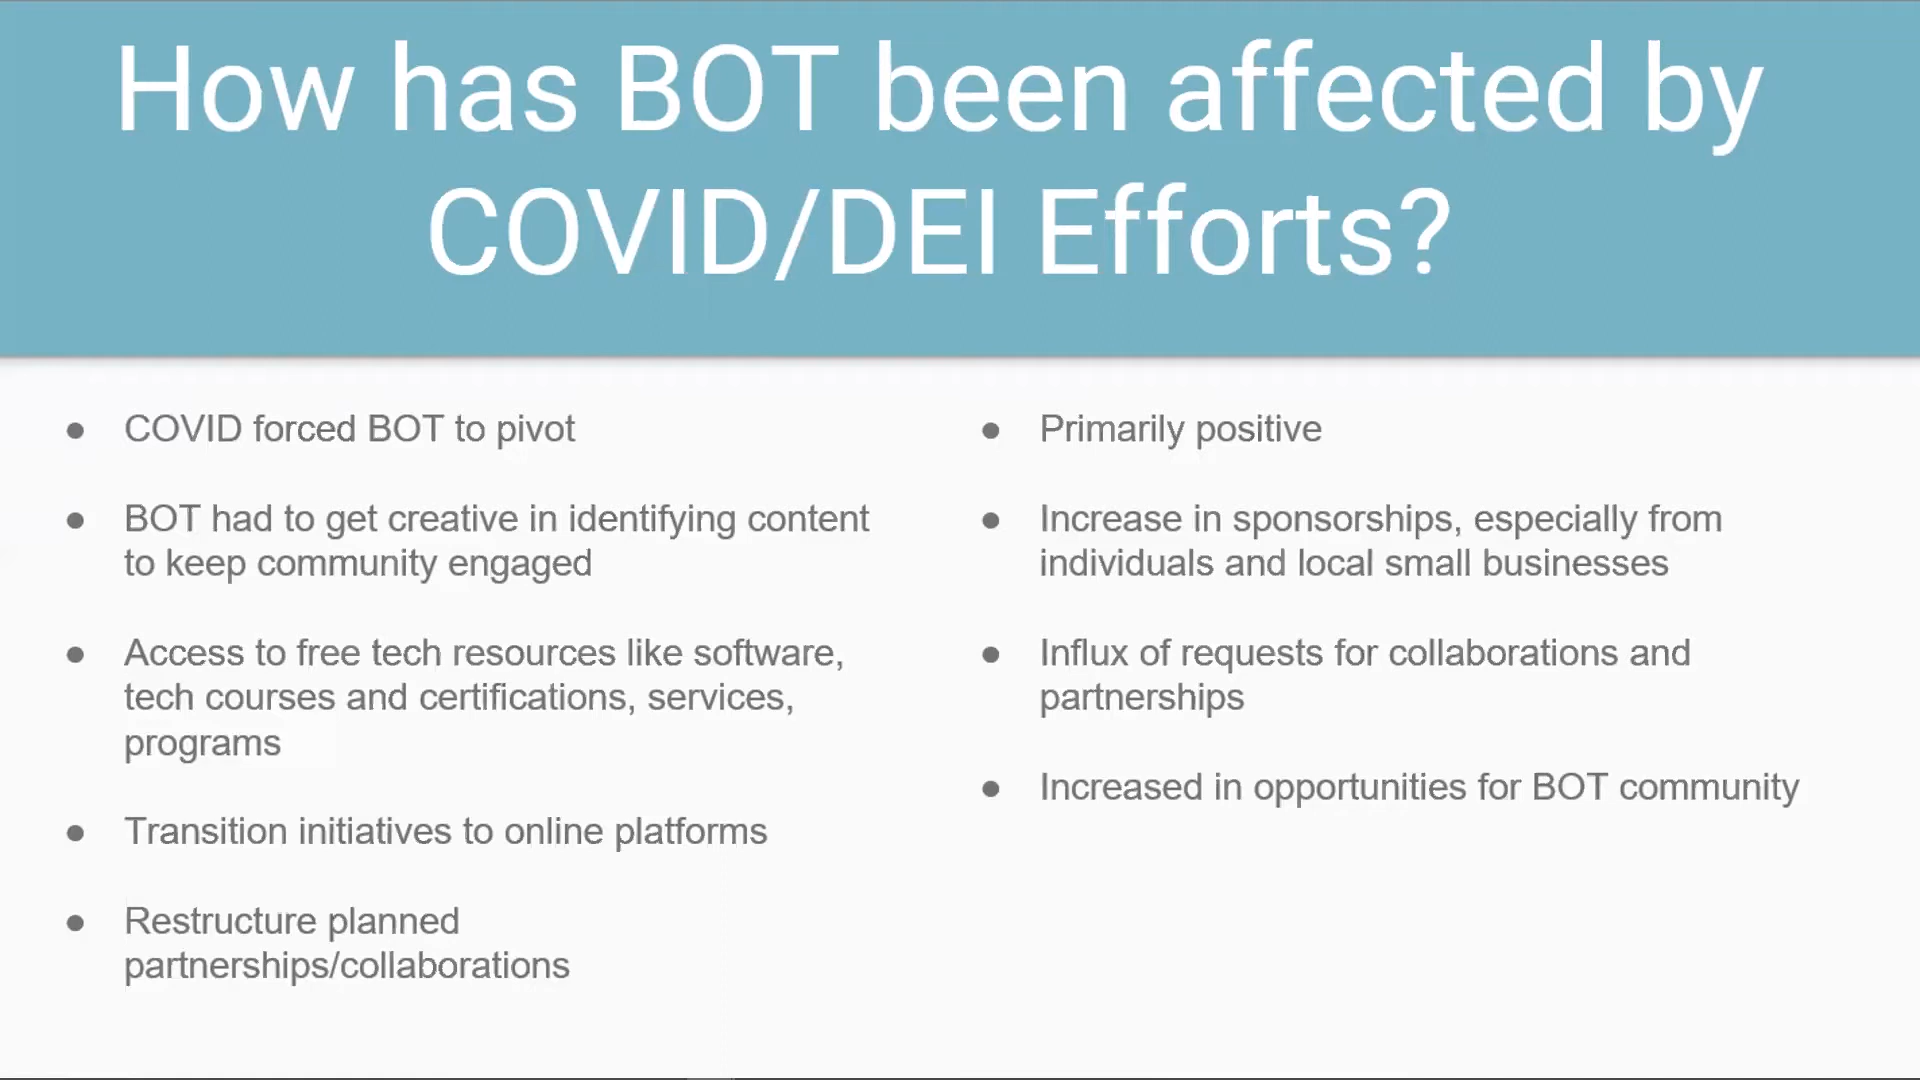 How has BOT been affected by
COVID/DEI Efforts?
● COVID forced BOT to pivot
● BOT had to get creative in identifying content
to keep community engaged
● Access to free tech resources like software,
tech courses and certifications, services,
programs
● Transition initiatives to online platforms
● Restructure planned
partnerships/collaborations
● Primarily positive
● Increase in sponsorships, especially from
individuals and local small businesses
● Influx of requests for collaborations and
partnerships
● Increased in opportunities for BOT community